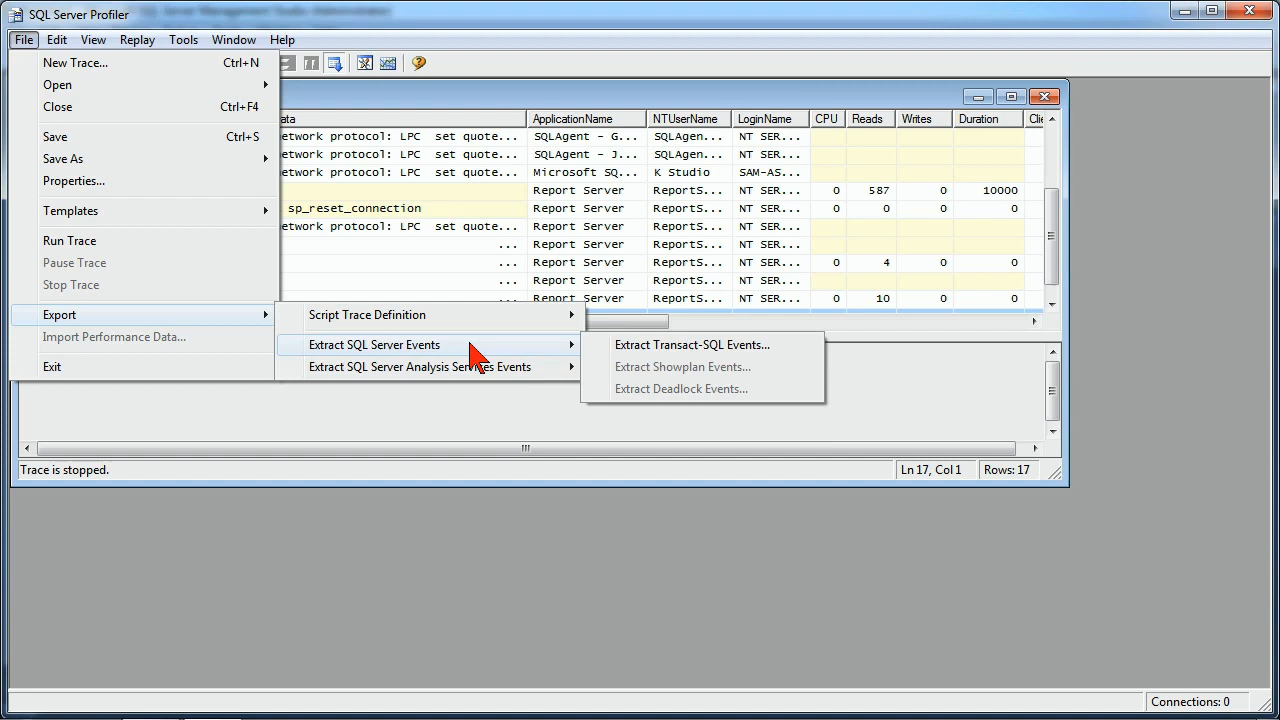 SQL Server Profiler
File Edit View Replay Tools Window Help
New Trace... Ctrl+N
Open
Close Ctrl+F4
Save Ctrl+S
Save As
Properties...
Templates
Run Trace
Pause Trace
Stop Trace
Export
Import Performance Data...
Exit
Script Trace Definition
Extract SQL Server Events
Extract SQL Server Analysis Services Events
Extract Transact-SQL Events...
Extract Showplan Events...
Extract Deadlock Events...
ata ApplicationName NTUserName LoginName CPU Reads Writes Duration Clie
etwork protocol: LPC set quote... SQLAgent - G... SQLAgen... NT SER...
etwork protocol: LPC set quote... SQLAgent - J... SQLAgen... NT SER...
etwork protocol: LPC set quote... Microsoft SQ... K Studio SAM-AS...
Report Server ReportS... NT SER... 0 587 0 10000
sp_reset_connection Report Server ReportS... NT SER... 0 0 0 0
etwork protocol: LPC set quote... Report Server ReportS... NT SER...
... Report Server ReportS... NT SER...
... Report Server ReportS... NT SER... 0 4 0 0
... Report Server ReportS... NT SER...
... Report Server ReportS... NT SER... 0 10 0 0
Trace is stopped. Ln 17, Col 1 Rows: 17
Connections: 0